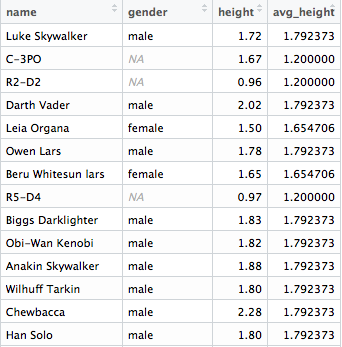 name gender height avg_height
Luke Skywalker male 1.72 1.792373
C-3PO NA 1.67 1.200000
R2-D2 NA 0.96 1.200000
Darth Vader male 2.02 1.792373
Leia Organa female 1.50 1.654706
Owen Lars male 1.78 1.792373
Beru Whitesun lars female 1.65 1.654706
R5-D4 NA 0.97 1.200000
Biggs Darklighter male 1.83 1.792373
Obi-Wan Kenobi male 1.82 1.792373
Anakin Skywalker male 1.88 1.792373
Wilhuff Tarkin male 1.80 1.792373
Chewbacca male 2.28 1.792373
Han Solo male 1.80 1.792373